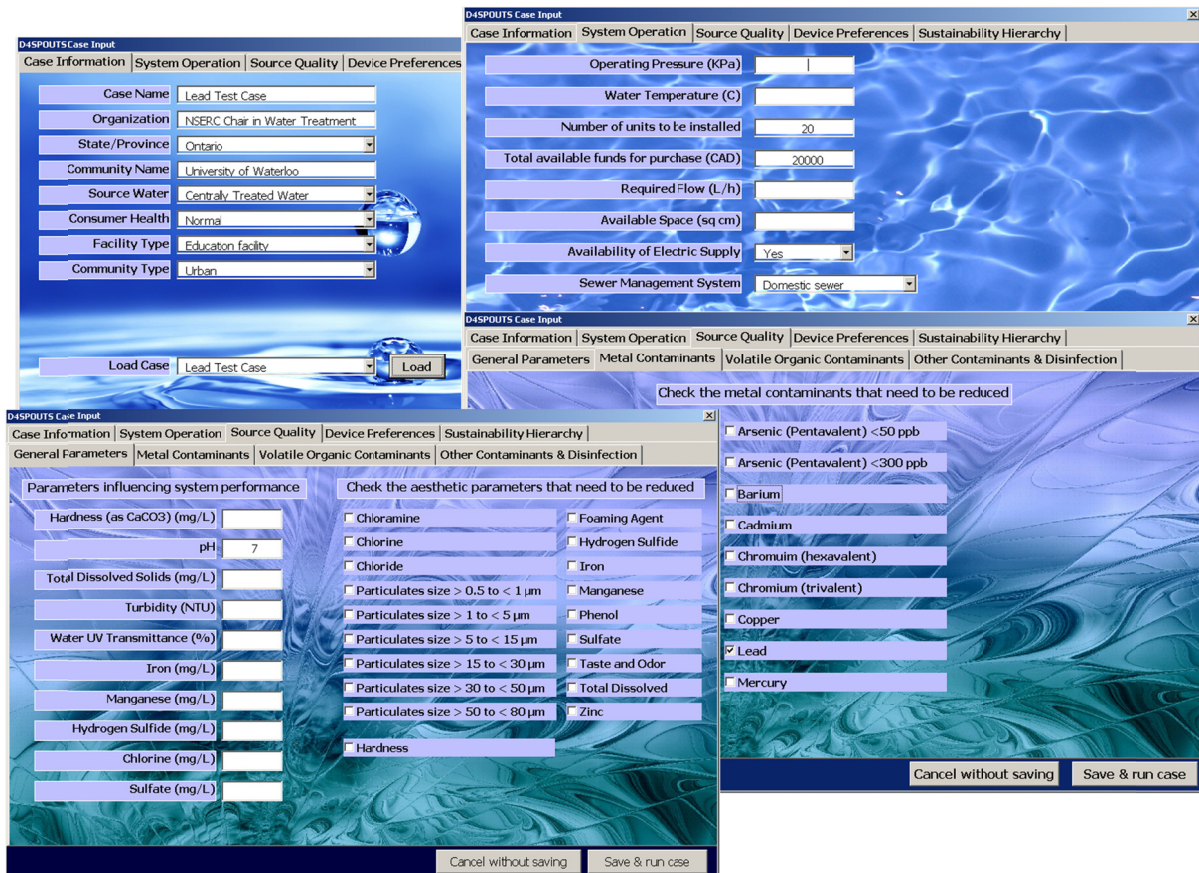 D4SPOUTS Case Input
Case Information
System Operation
Source Quality
Device Preferences
Case Name
Lead Test Case
Organization
NSERC Chair in Water Treatment
State/Province
Ontario
Community Name
University of Waterloo
Source Water
Centrally Treated Water
Consumer Health
Normal
Facility Type
Educaton facility
Community Type
Urban
Load Case
Lead Test Case
Load
Case Information
System Operation
Source Quality
Device Preferences
Sustainability Hierarchy
Operating Pressure (KPa)
Water Temperature (C)
Number of units to be installed
20
Total available funds for purchase (CAD)
20000
Required Flow (L/h)
Available Space (sq cm)
Availability of Electric Supply
Yes
Sewer Management System
Domestic sewer
D4SPOUTS Case Input
Case Information
System Operation
Source Quality
Device Preferences
Sustainability Hierarchy
General Parameters
Metal Contaminants
Volatile Organic Contaminants
Other Contaminants & Disinfection
Check the metal contaminants that need to be reduced
Arsenic (Pentavalent) <50 ppb
Arsenic (Pentavalent) <300 ppb
Barium
Cadmium
Chromuim (hexavalent)
Chromium (trivalent)
Copper
Lead
Mercury
Cancel without saving
Save & run case
D4SPOUTS Case Input
Case Information
System Operation
Source Quality
Device Preferences
Sustainability Hierarchy
General Parameters
Metal Contaminants
Volatile Organic Contaminants
Other Contaminants & Disinfection
Parameters influencing system performance
Hardness (as CaCO3) (mg/L)
pH
7
Total Dissolved Solids (mg/L)
Turbidity (NTU)
Water UV Transmittance (%)
Iron (mg/L)
Manganese (mg/L)
Hydrogen Sulfide (mg/L)
Chlorine (mg/L)
Sulfate (mg/L)
Check the aesthetic parameters that need to be reduced
Chloramine
Chlorine
Chloride
Particulates size > 0.5 to < 1 µm
Particulates size > 1 to < 5 µm
Particulates size > 5 to < 15 µm
Particulates size > 15 to < 30 µm
Particulates size > 30 to < 50 µm
Particulates size > 50 to < 80 µm
Hardness
Foaming Agent
Hydrogen Sulfide
Iron
Manganese
Phenol
Sulfate
Taste and Odor
Total Dissolved
Zinc
Cancel without saving
Save & run case